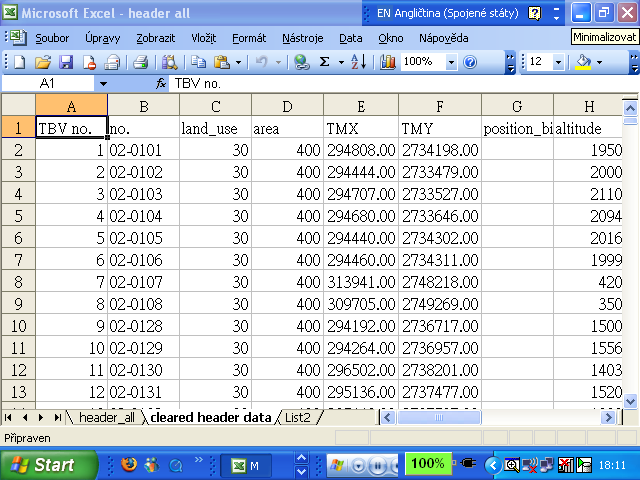 Microsoft Excel - header all
EN Angličtina (Spojené státy)
Soubor Úpravy Zobrazit Vložit Formát Nástroje Data Okno Nápověda
Minimalizovat
100% 12
A1 fx TBV no.
A B C D E F G H
1 TBV no. no. land_use area TMX TMY position_bi altitude
2 1 02-0101 30 400 294808.00 2734198.00 1950
3 2 02-0102 30 400 294444.00 2733479.00 2000
4 3 02-0103 30 400 294707.00 2733527.00 2110
5 4 02-0104 30 400 294680.00 2733646.00 2094
6 5 02-0105 30 400 294440.00 2734302.00 2016
7 6 02-0106 30 400 294460.00 2734311.00 1999
8 7 02-0107 30 400 313941.00 2748218.00 420
9 8 02-0108 30 400 309705.00 2749269.00 350
10 9 02-0128 30 400 294192.00 2736717.00 1500
11 10 02-0129 30 400 294264.00 2736957.00 1556
12 11 02-0130 30 400 296502.00 2738201.00 1403
13 12 02-0131 30 400 295136.00 2737477.00 1520
header_all cleared header data List2
Připraven
Start M 100% 18:11